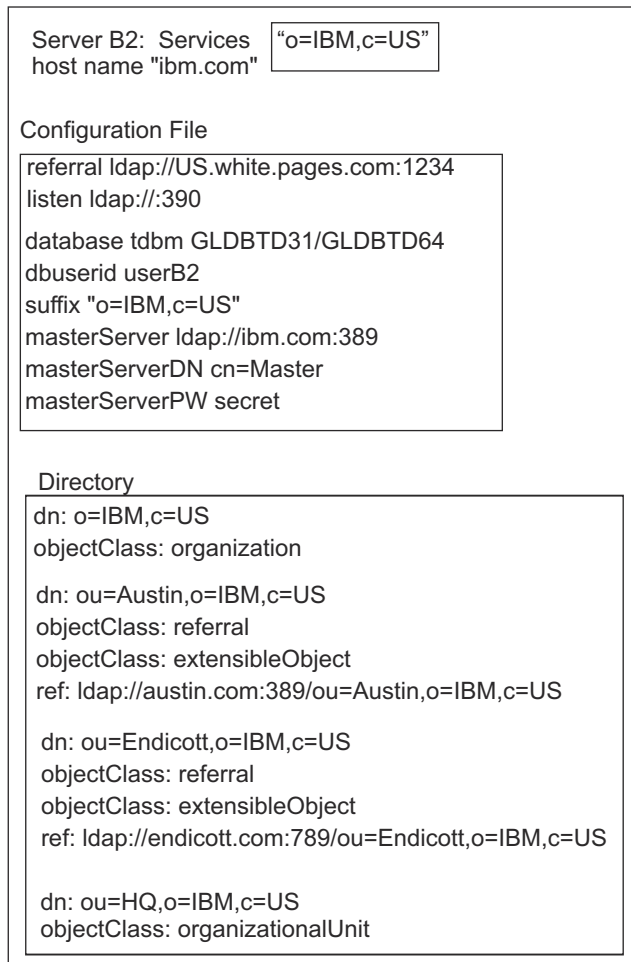 Server B2: Services “o=IBM,c=US”
host name "ibm.com"
Configuration File
referral ldap://US.white.pages.com:1234
listen ldap://:390
database tdbm GLDBTD31/GLDBTD64
dbuserid userB2
suffix "o=IBM,c=US"
masterServer ldap://ibm.com:389
masterServerDN cn=Master
masterServerPW secret
Directory
dn: o=IBM,c=US
objectClass: organization
dn: ou=Austin,o=IBM,c=US
objectClass: referral
objectClass: extensibleObject
ref: ldap://austin.com:389/ou=Austin,o=IBM,c=US
dn: ou=Endicott,o=IBM,c=US
objectClass: referral
objectClass: extensibleObject
ref: ldap://endicott.com:789/ou=Endicott,o=IBM,c=US
dn: ou=HQ,o=IBM,c=US
objectClass: organizationalUnit